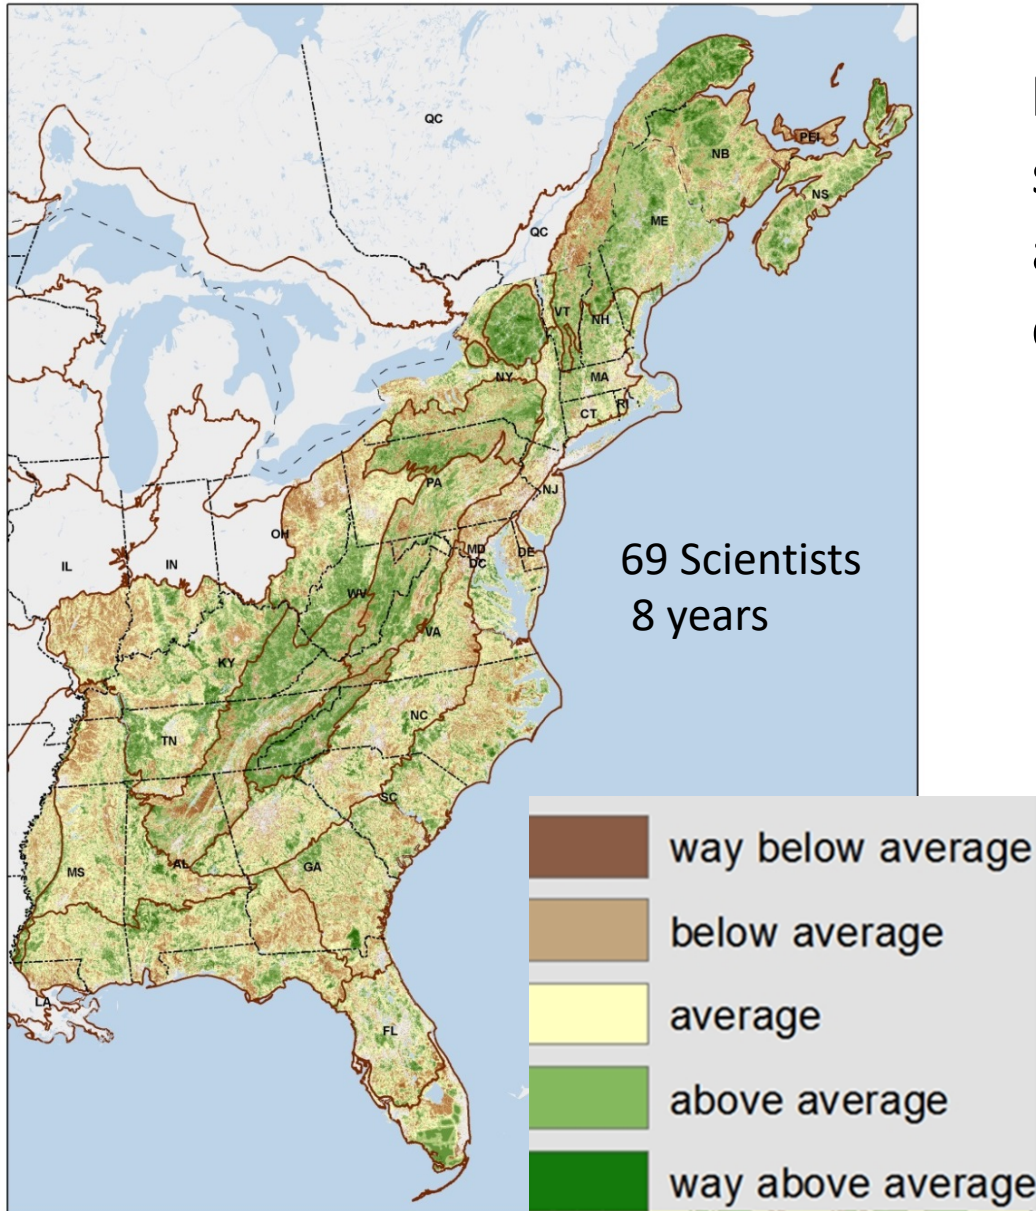 QC
PEI
NB
NS
QC
ME
VT
NH
NY
MA
CT
RI
PA
NJ
OH
MD
DE
DC
IL
IN
WV
VA
KY
NC
TN
SC
MS
AL
GA
LA
FL
69 Scientists
8 years
way below average
below average
average
above average
way above average